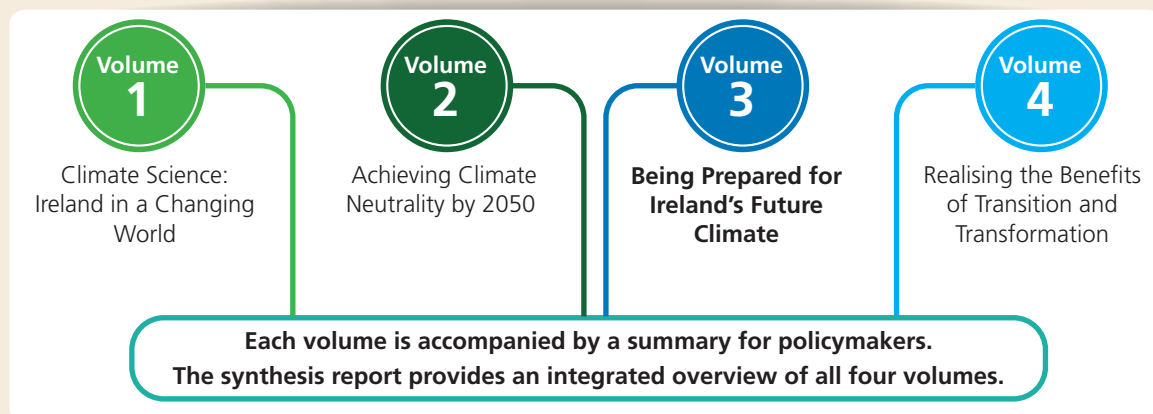 Volume
1
Climate Science:
Ireland in a Changing
World
Volume
2
Achieving Climate
Neutrality by 2050
Volume
3
Being Prepared for
Ireland’s Future
Climate
Volume
4
Realising the Benefits
of Transition and
Transformation
Each volume is accompanied by a summary for policymakers.
The synthesis report provides an integrated overview of all four volumes.